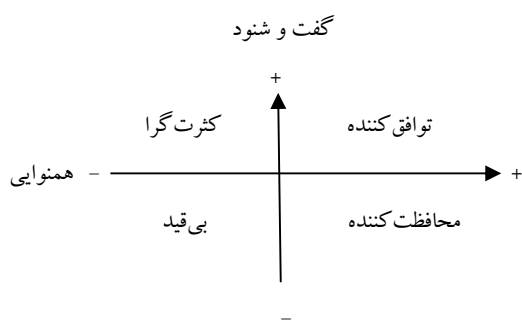 گفت و شنود
+
کثرت‌گرا توافق‌کننده
همنوایی - +
بی‌قید محافظت‌کننده
-